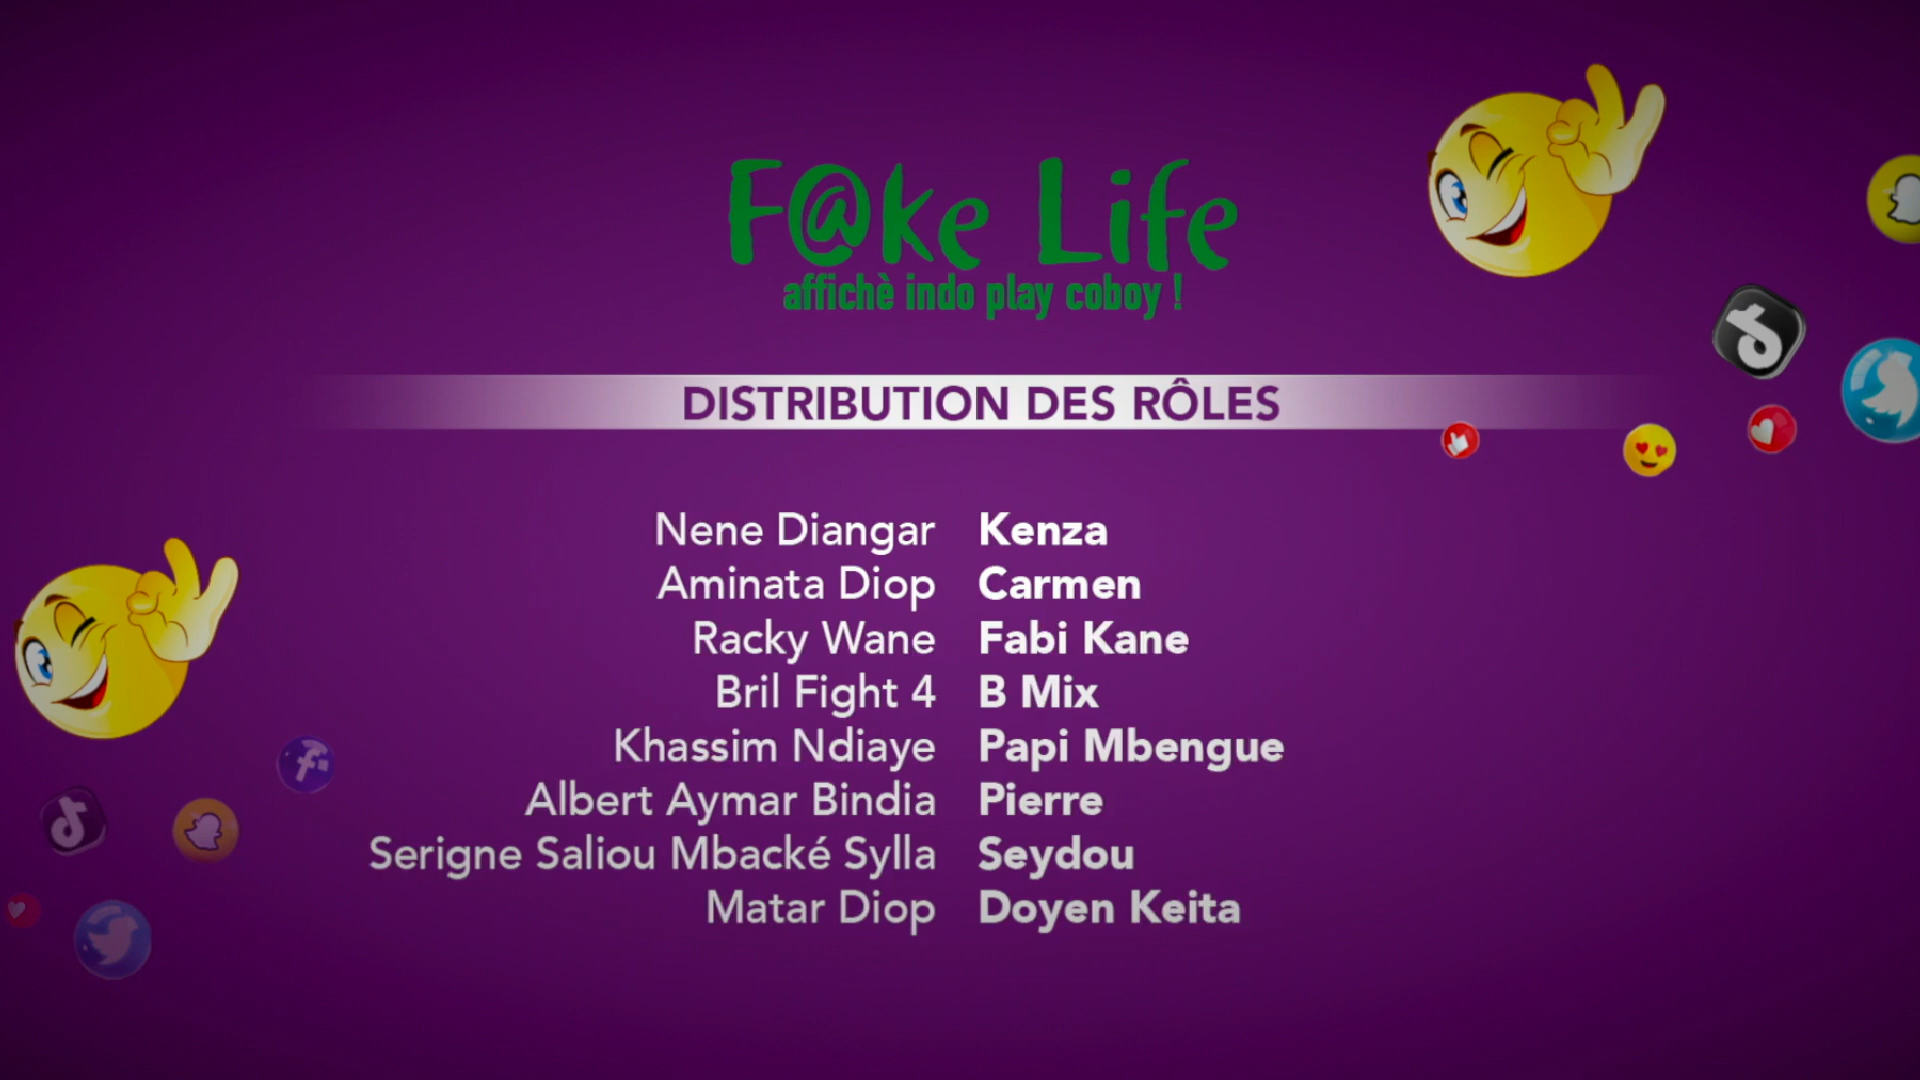 F@ke Life
affichè indo play coboy !
DISTRIBUTION DES RÔLES
Nene Diangar Kenza
Aminata Diop Carmen
Racky Wane Fabi Kane
Bril Fight 4 B Mix
Khassim Ndiaye Papi Mbengue
Albert Aymar Bindia Pierre
Serigne Saliou Mbacké Sylla Seydou
Matar Diop Doyen Keita